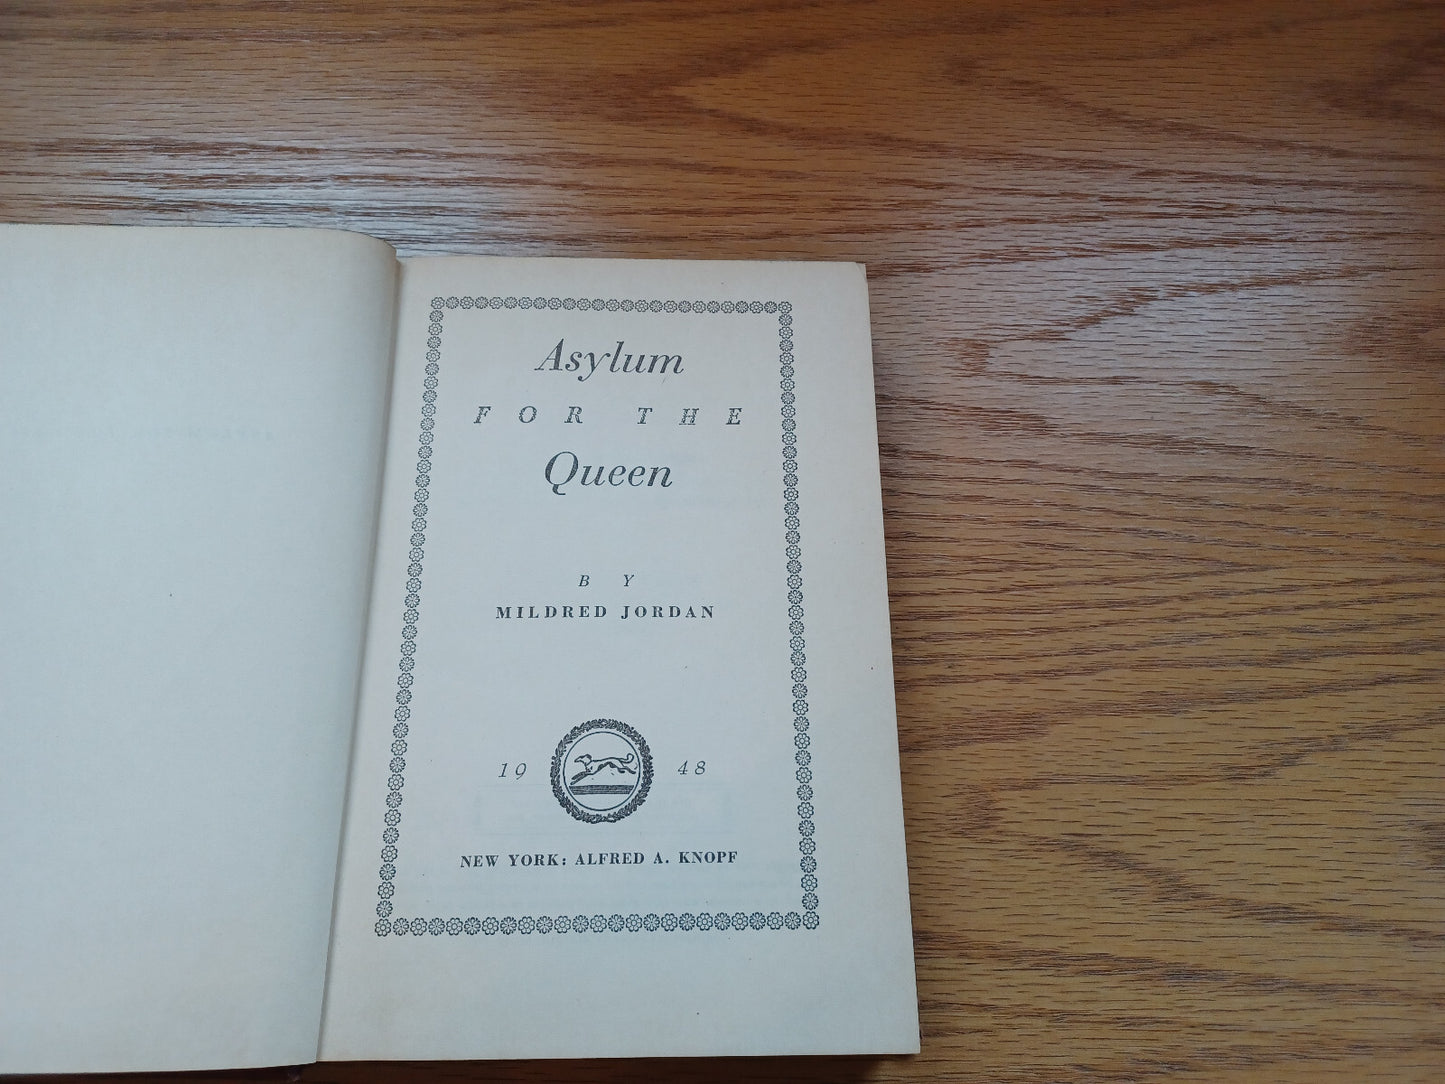 Asylum
FOR THE
Queen
BY
MILDRED JORDAN
19 48
NEW YORK: ALFRED A. KNOPF